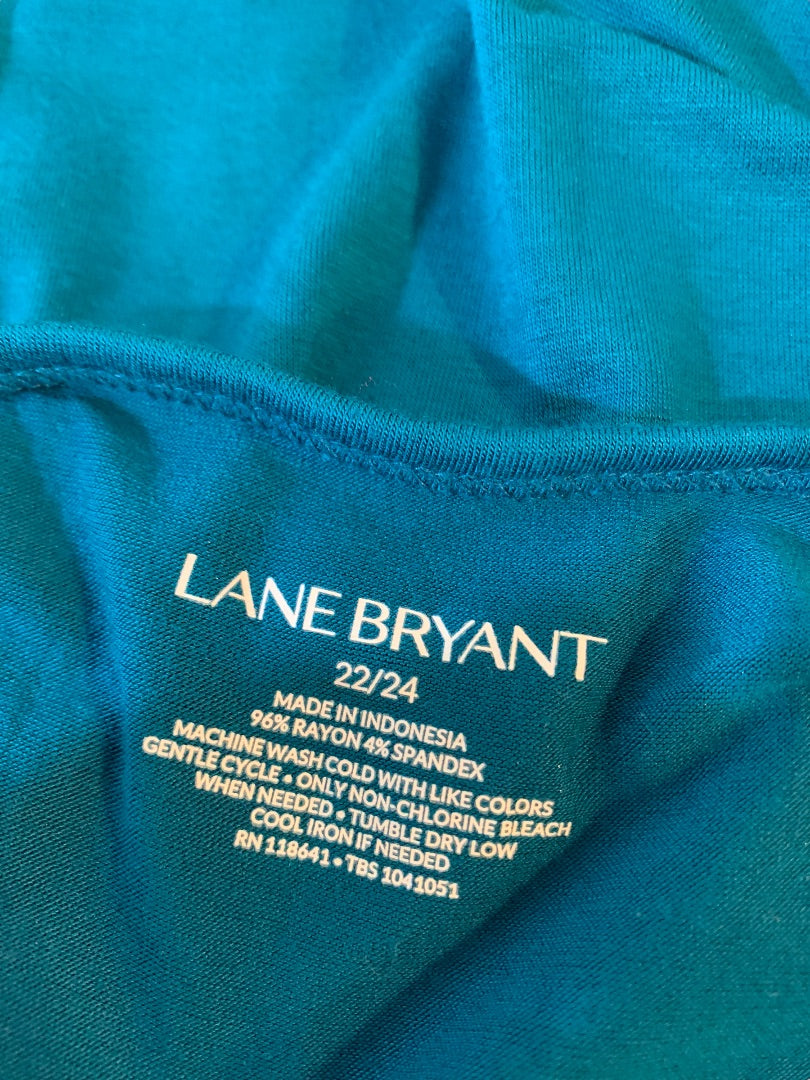 LANE BRYANT
22/24
MADE IN INDONESIA
96% RAYON 4% SPANDEX
MACHINE WASH COLD WITH LIKE COLORS
GENTLE CYCLE • ONLY NON-CHLORINE BLEACH
WHEN NEEDED • TUMBLE DRY LOW
COOL IRON IF NEEDED
RN 118641 • TBS 1041051